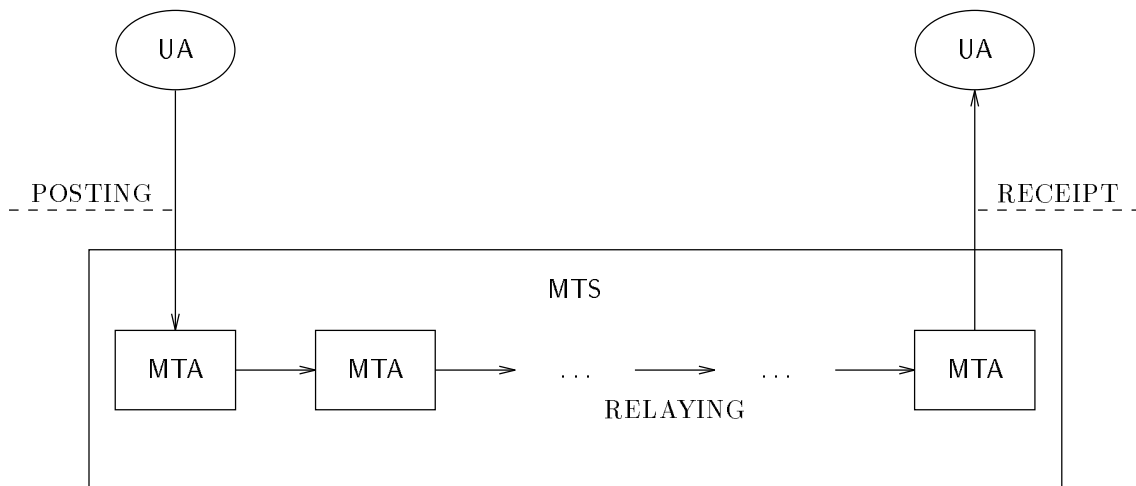 UA
UA
POSTING
RECEIPT
MTS
MTA
MTA
...
...
MTA
RELAYING